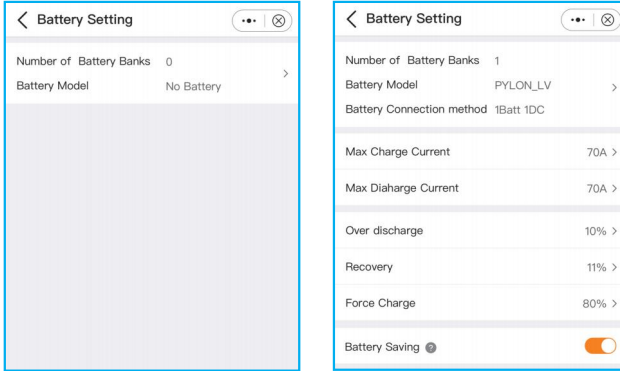 Battery Setting
Number of Battery Banks 0
Battery Model No Battery
Battery Setting
Number of Battery Banks 1
Battery Model PYLON_LV
Battery Connection method 1Batt 1DC
Max Charge Current 70A
Max Diaharge Current 70A
Over discharge 10%
Recovery 11%
Force Charge 80%
Battery Saving ?